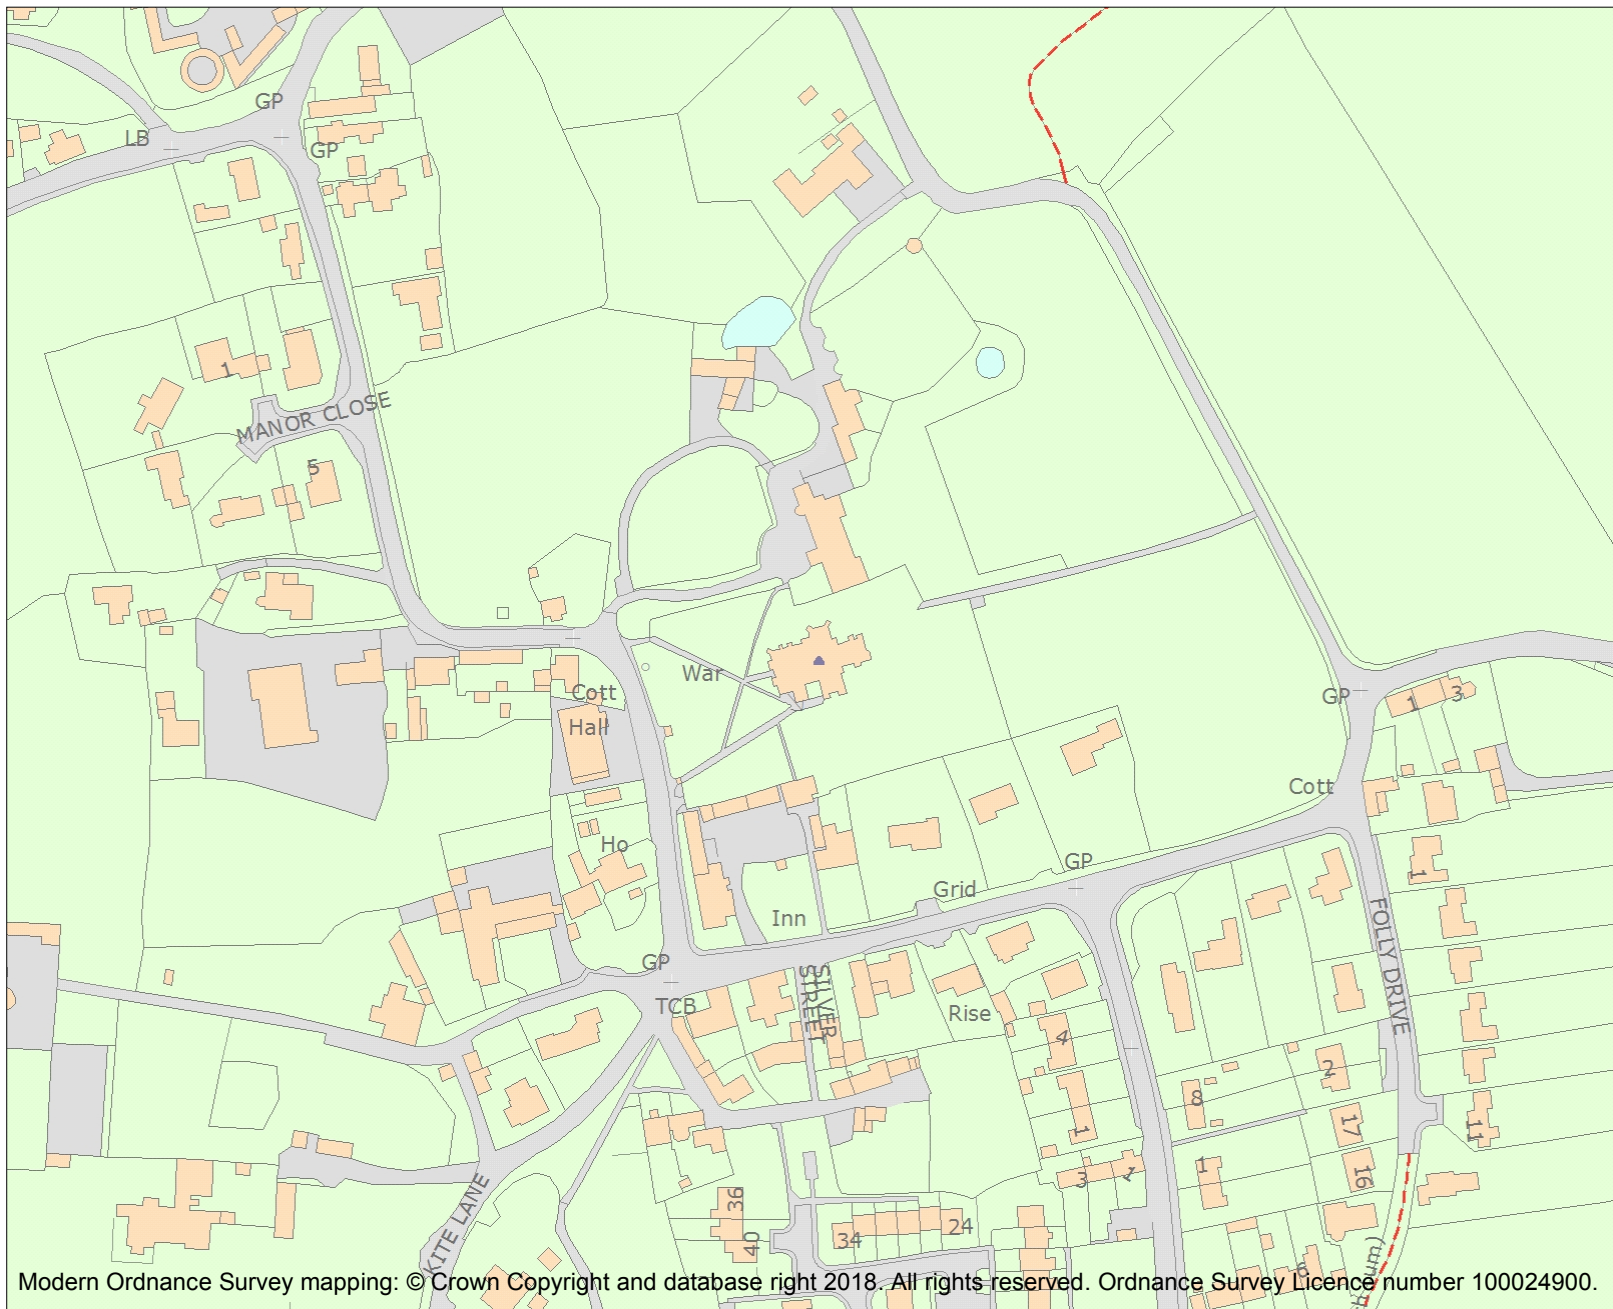 GP
LB
GP
1
MANOR CLOSE
5
War
Cott
Hall
GP
1
3
Cott
Ho
GP
1
Grid
Inn
FOLLY DRIVE
GP
TCB
SILVER
STREET
Rise
4
2
8
1
17
11
1
3
1
16
KITE LANE
36
40
34
24
6
um)
Modern Ordnance Survey mapping: © Crown Copyright and database right 2018. All rights reserved. Ordnance Survey Licence number 100024900.